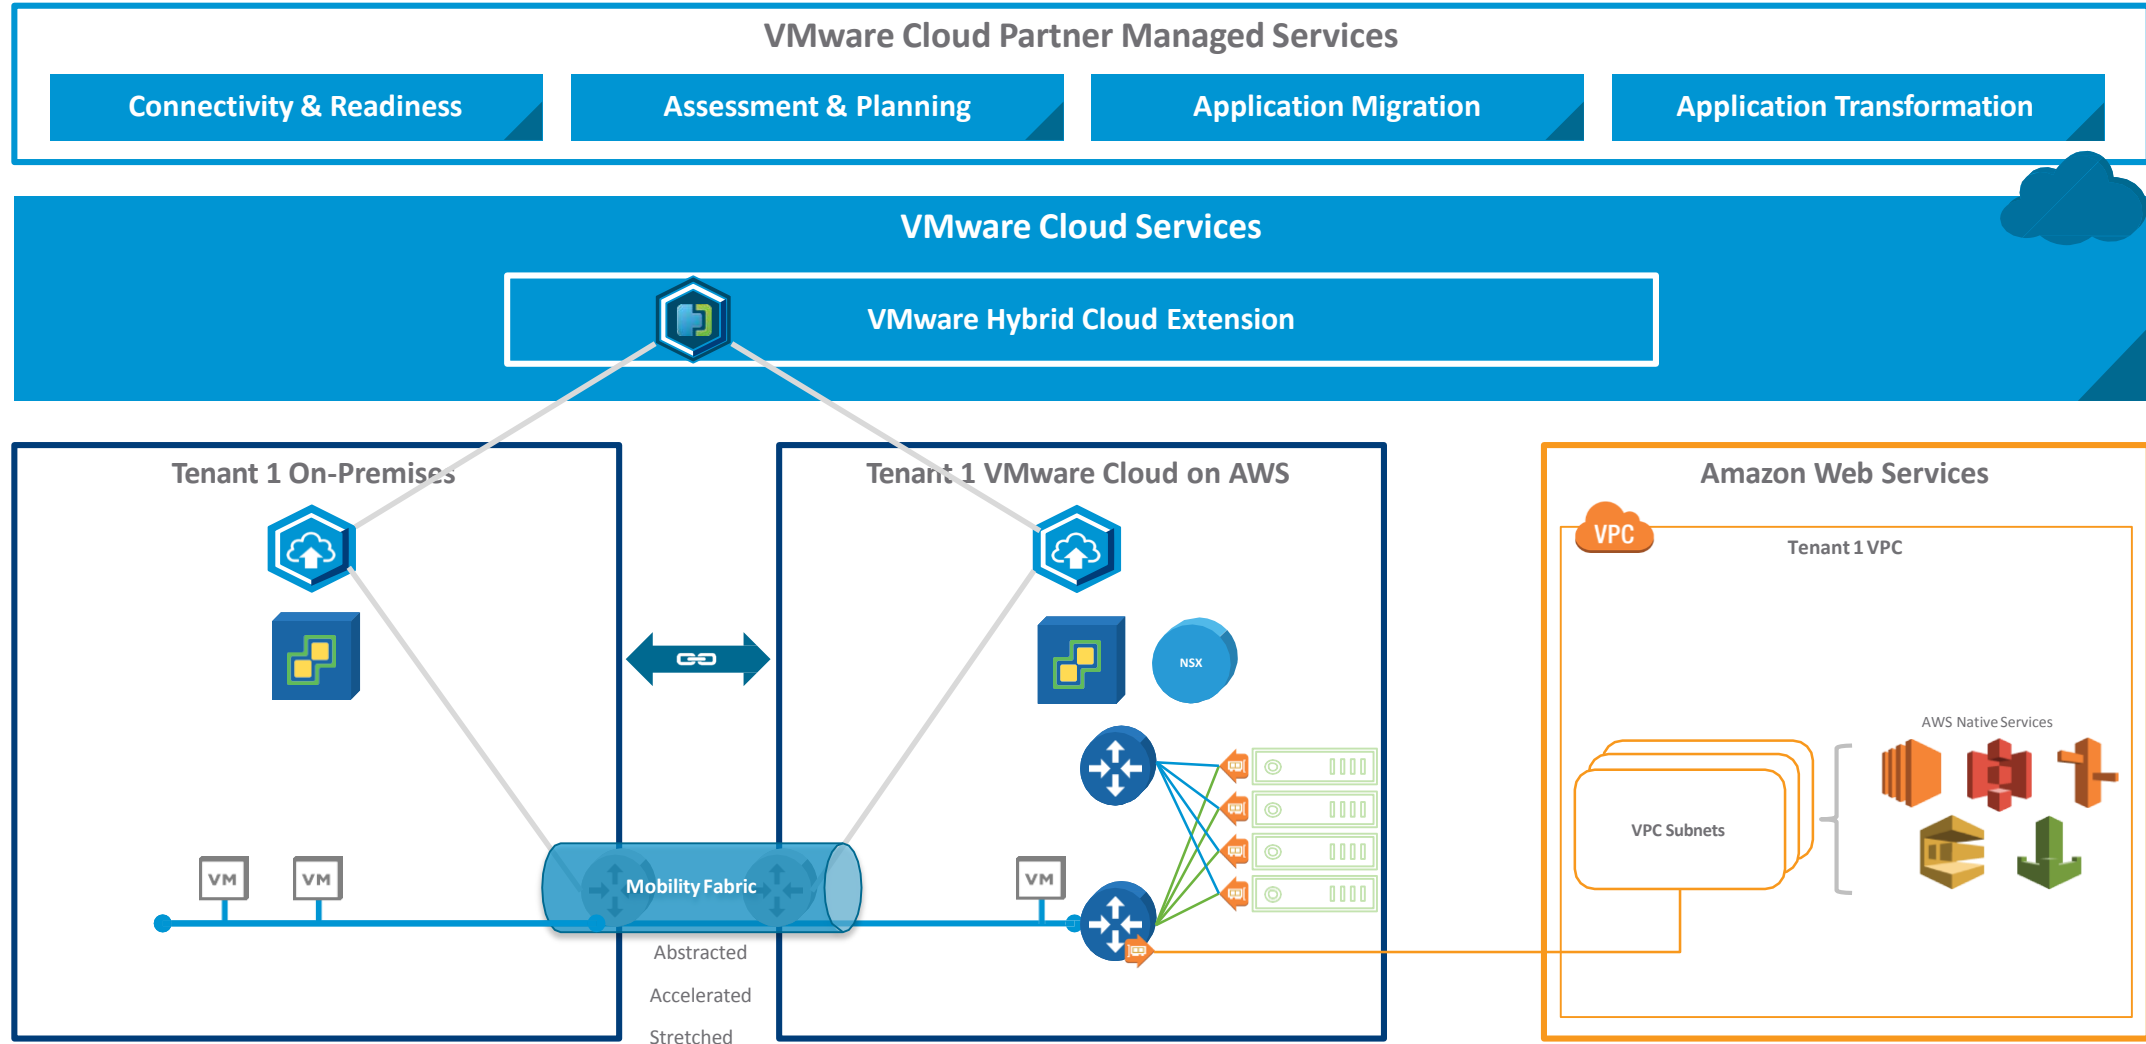 VMware Cloud Partner Managed Services
Connectivity & Readiness
Assessment & Planning
Application Migration
Application Transformation
VMware Cloud Services
VMware Hybrid Cloud Extension
Tenant 1 On-Premises
Tenant 1 VMware Cloud on AWS
Amazon Web Services
VPC
Tenant 1 VPC
NSX
AWS Native Services
VPC Subnets
VM
VM
Mobility Fabric
VM
Abstracted
Accelerated
Stretched